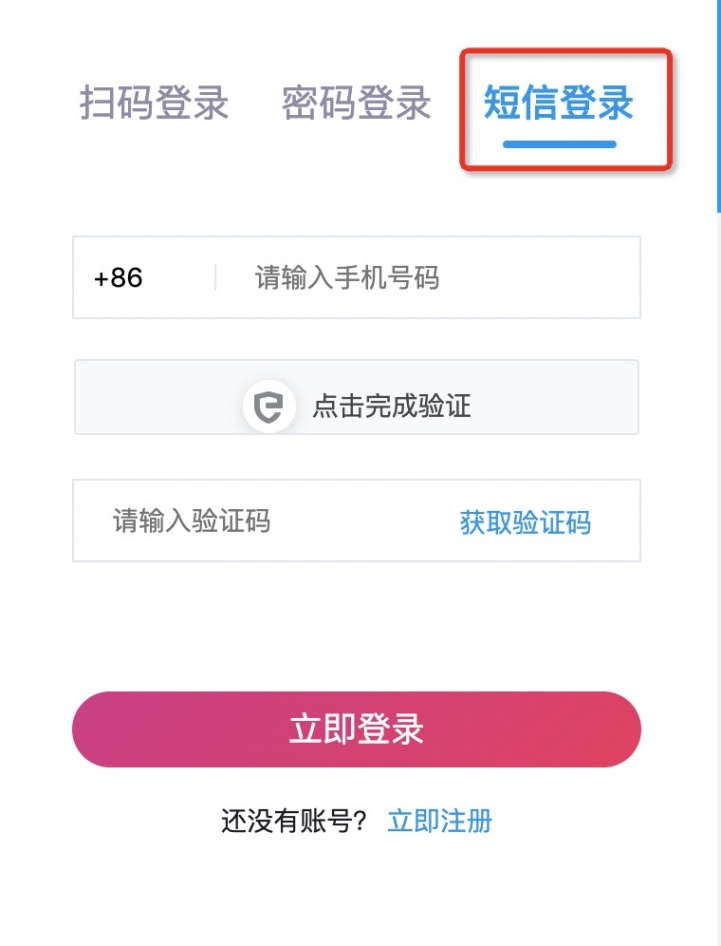 扫码登录 密码登录 短信登录
+86 请输入手机号码
点击完成验证
请输入验证码 获取验证码
立即登录
还没有账号? 立即注册